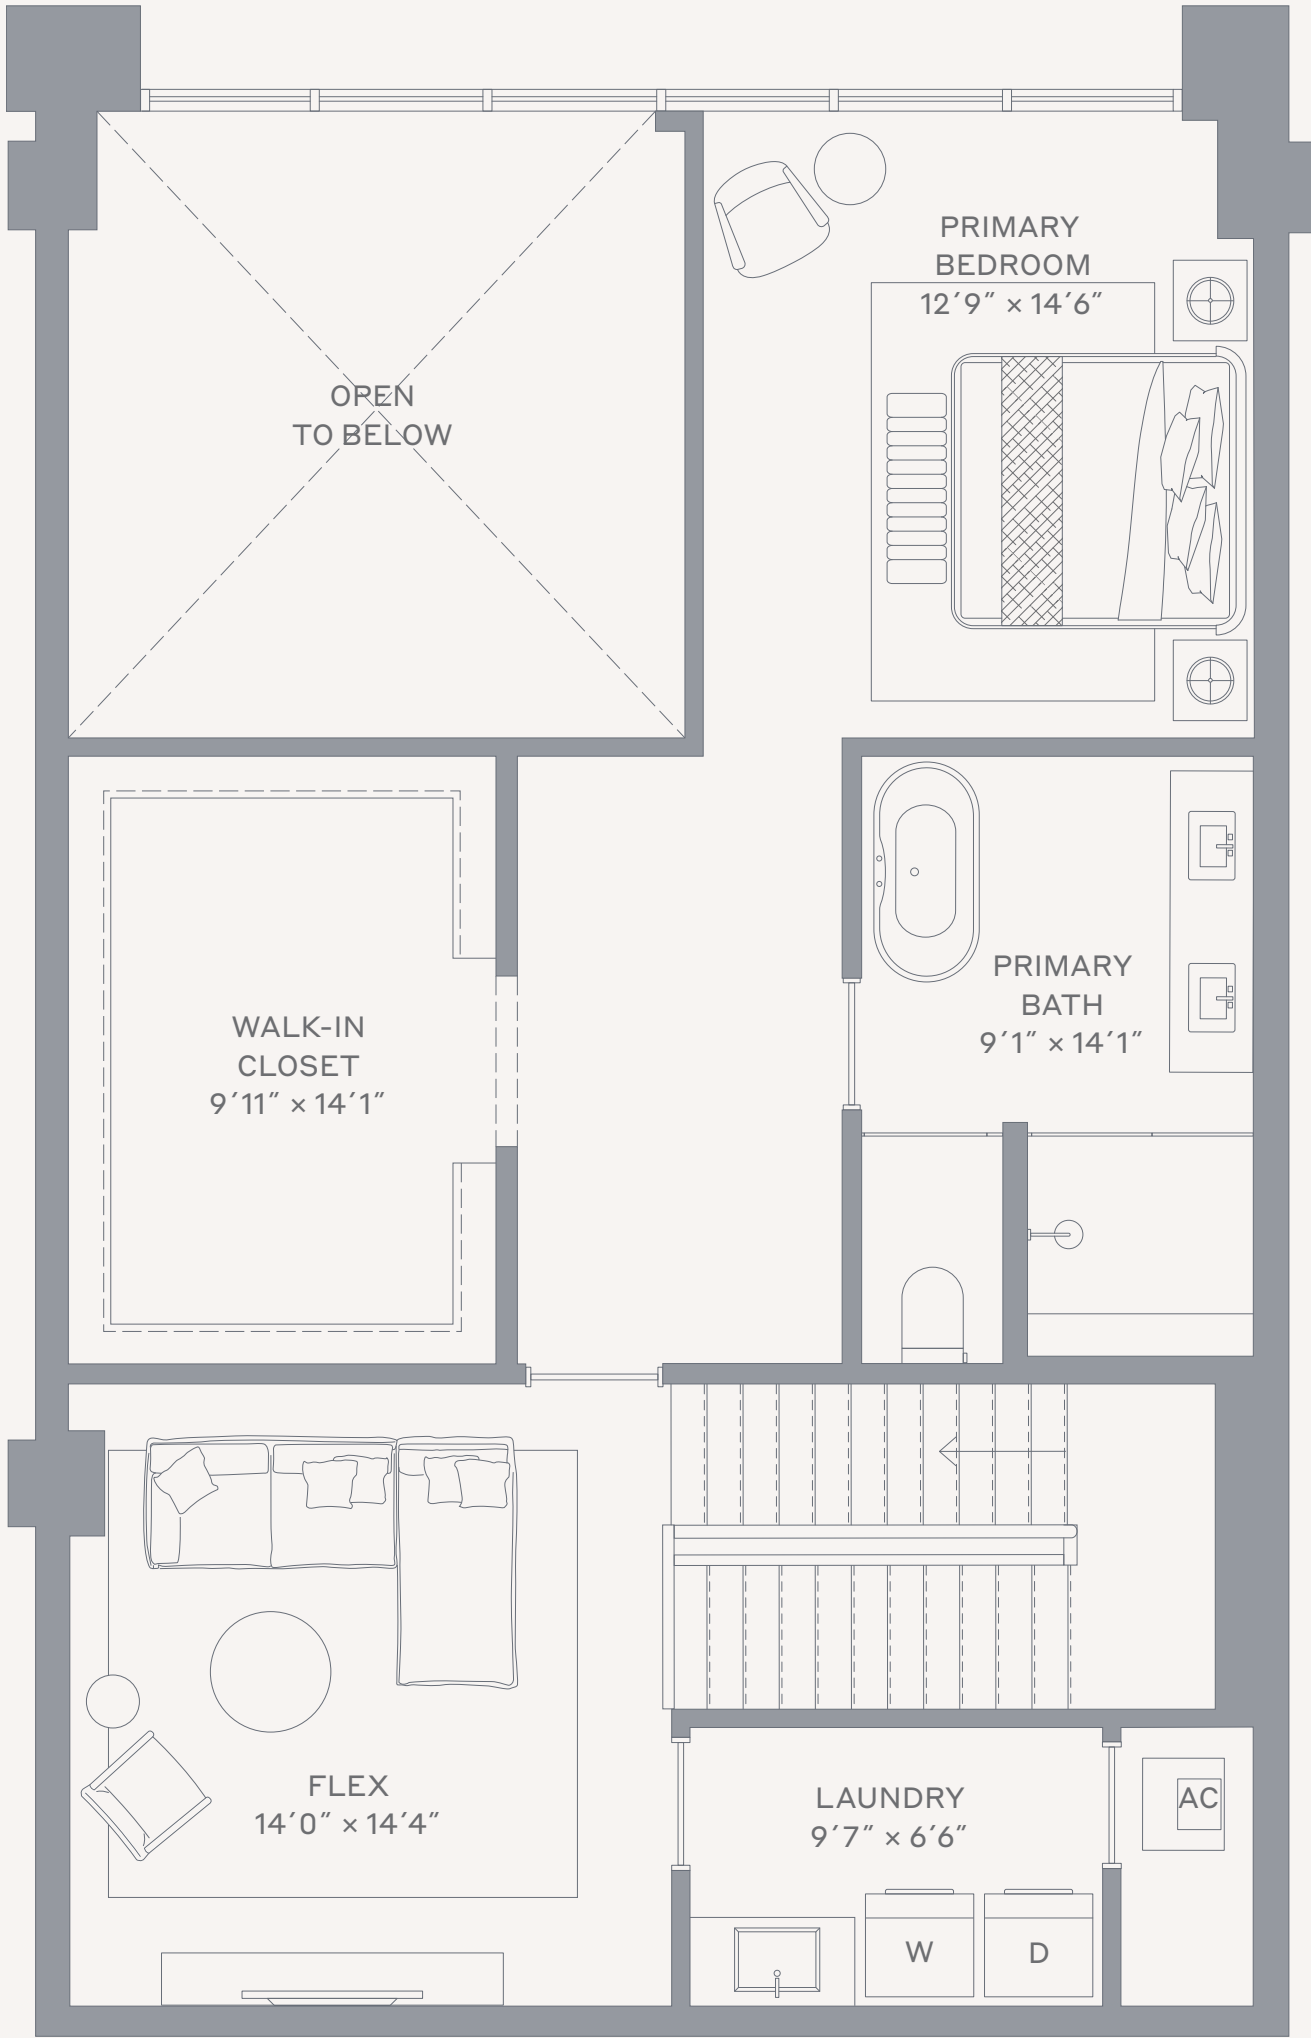 PRIMARY
BEDROOM
12´9˝ × 14´6˝
OPEN
TO BELOW
PRIMARY
BATH
9´1˝ × 14´1˝
WALK-IN
CLOSET
9´11˝ × 14´1˝
FLEX
14´0˝ × 14´4˝
LAUNDRY
9´7˝ × 6´6˝
AC
W
D